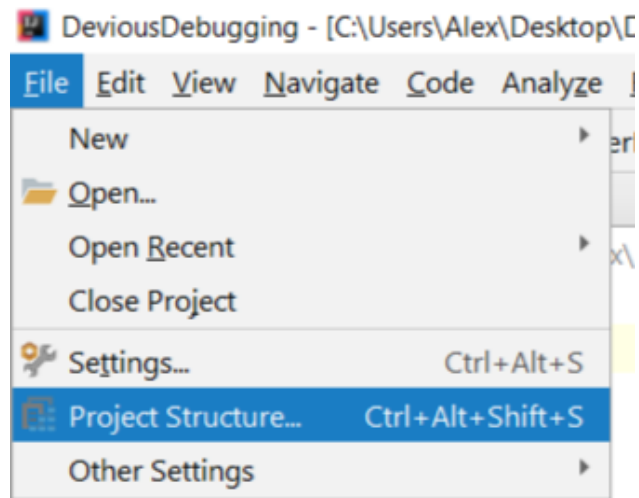 DeviousDebugging - [C:\Users\Alex\Desktop\
File Edit View Navigate Code Analyze
New
Open...
Open Recent
Close Project
Settings... Ctrl+Alt+S
Project Structure... Ctrl+Alt+Shift+S
Other Settings